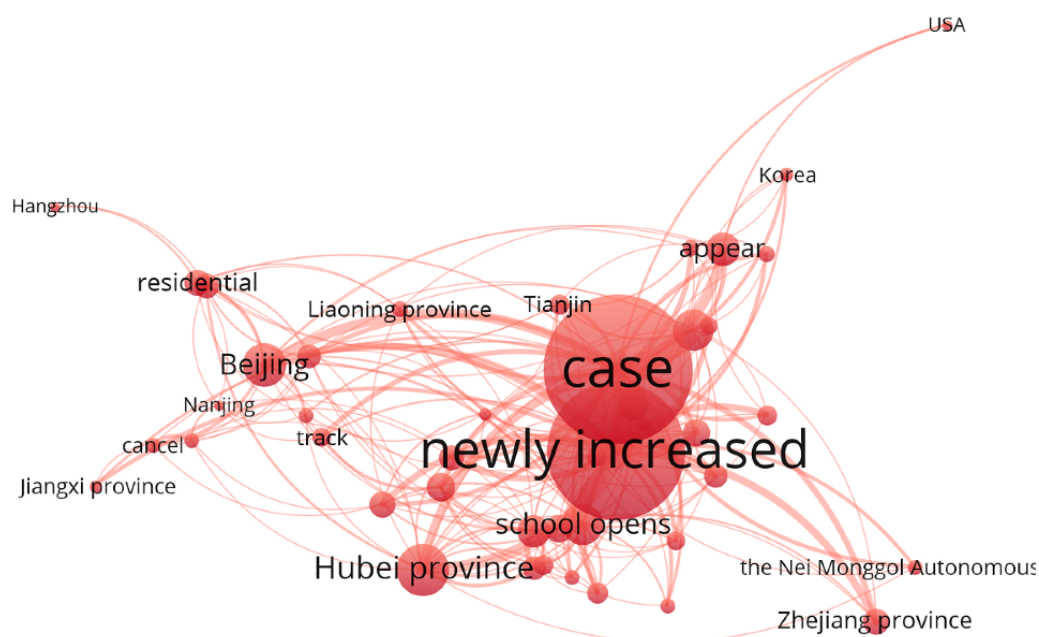 USA
Korea
Hangzhou
appear
residential
Liaoning province
Tianjin
case
Beijing
Nanjing
cancel
track
newly increased
Jiangxi province
school opens
Hubei province
the Nei Monggol Autonomous
Zhejiang province